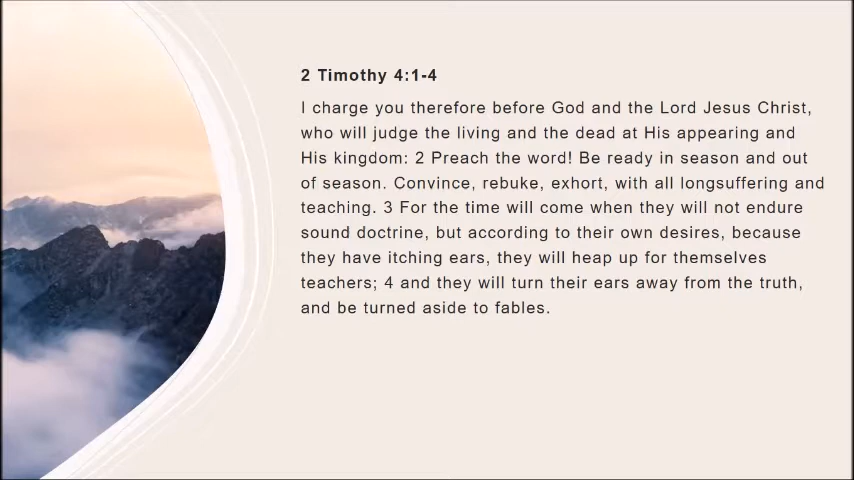 2 Timothy 4:1-4
I charge you therefore before God and the Lord Jesus Christ,
who will judge the living and the dead at His appearing and
His kingdom: 2 Preach the word! Be ready in season and out
of season. Convince, rebuke, exhort, with all longsuffering and
teaching. 3 For the time will come when they will not endure
sound doctrine, but according to their own desires, because
they have itching ears, they will heap up for themselves
teachers; 4 and they will turn their ears away from the truth,
and be turned aside to fables.